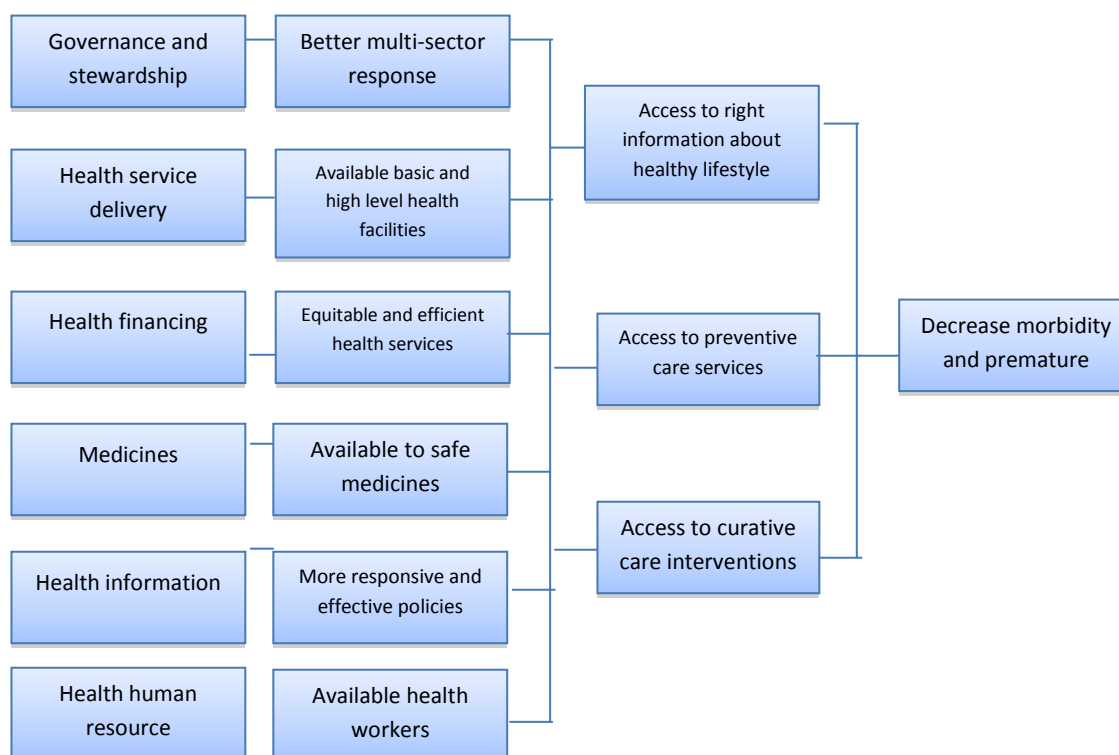 Governance and
stewardship
Better multi-sector
response
Access to right
information about
healthy lifestyle
Health service
delivery
Available basic and
high level health
facilities
Health financing
Equitable and efficient
health services
Access to preventive
care services
Decrease morbidity
and premature
Medicines
Available to safe
medicines
Access to curative
care interventions
Health information
More responsive and
effective policies
Health human
resource
Available health
workers